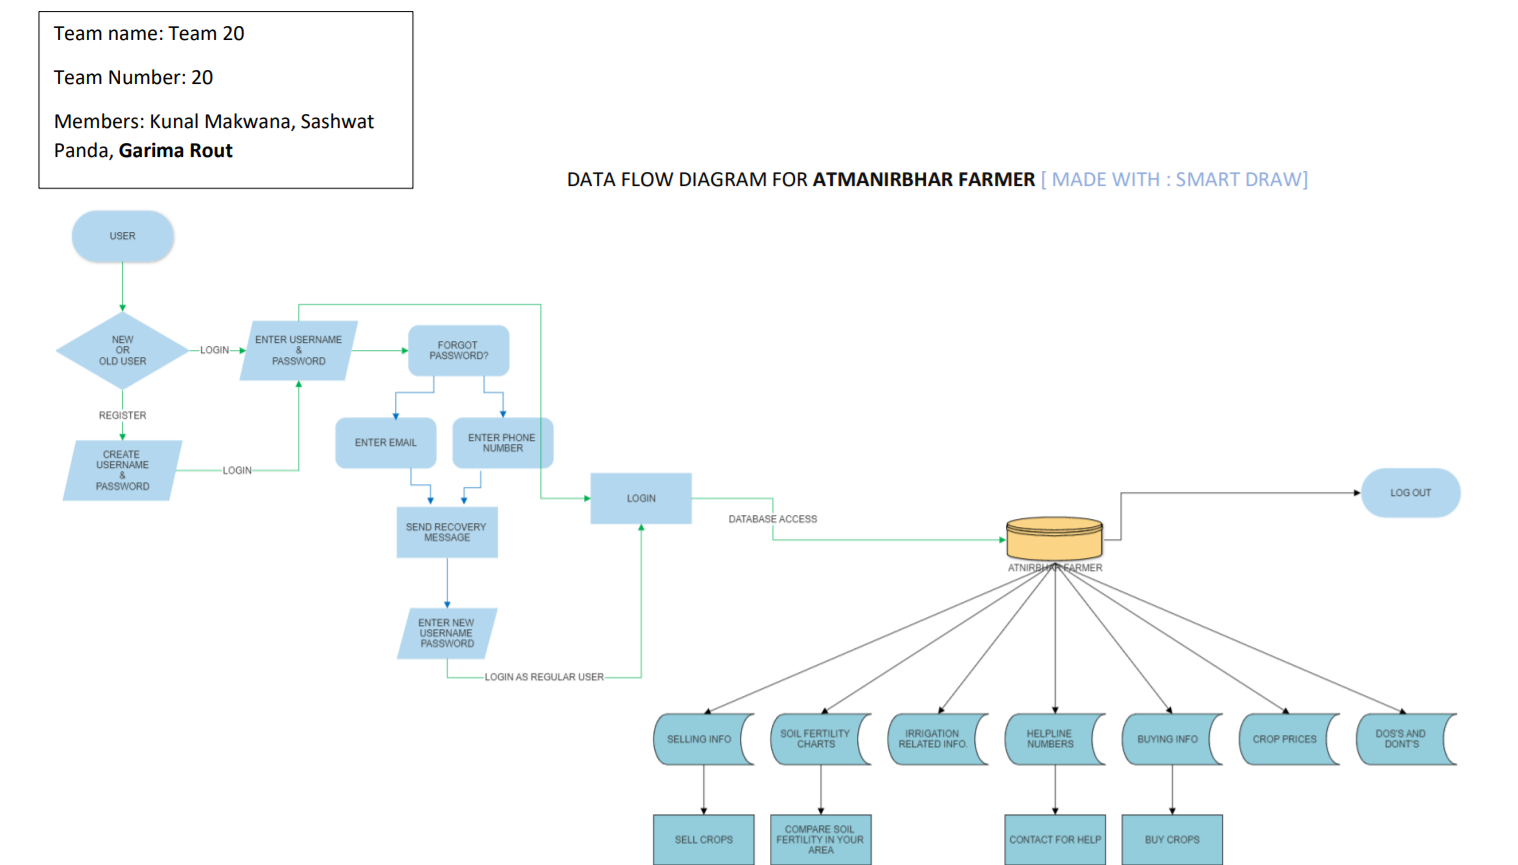 Team name: Team 20
Team Number: 20
Members: Kunal Makwana, Sashwat
Panda, Garima Rout
DATA FLOW DIAGRAM FOR ATMANIRBHAR FARMER [ MADE WITH : SMART DRAW]
USER
NEW
OR
OLD USER
LOGIN
ENTER USERNAME
&
PASSWORD
FORGOT
PASSWORD?
REGISTER
CREATE
USERNAME
&
PASSWORD
LOGIN
ENTER EMAIL
ENTER PHONE
NUMBER
SEND RECOVERY
MESSAGE
ENTER NEW
USERNAME
PASSWORD
LOGIN AS REGULAR USER
LOGIN
DATABASE ACCESS
ATNIRBHAR FARMER
LOG OUT
SELLING INFO
SOIL FERTILITY
CHARTS
IRRIGATION
RELATED INFO.
HELPLINE
NUMBERS
BUYING INFO
CROP PRICES
DOS'S AND
DONT'S
SELL CROPS
COMPARE SOIL
FERTILITY IN YOUR
AREA
CONTACT FOR HELP
BUY CROPS